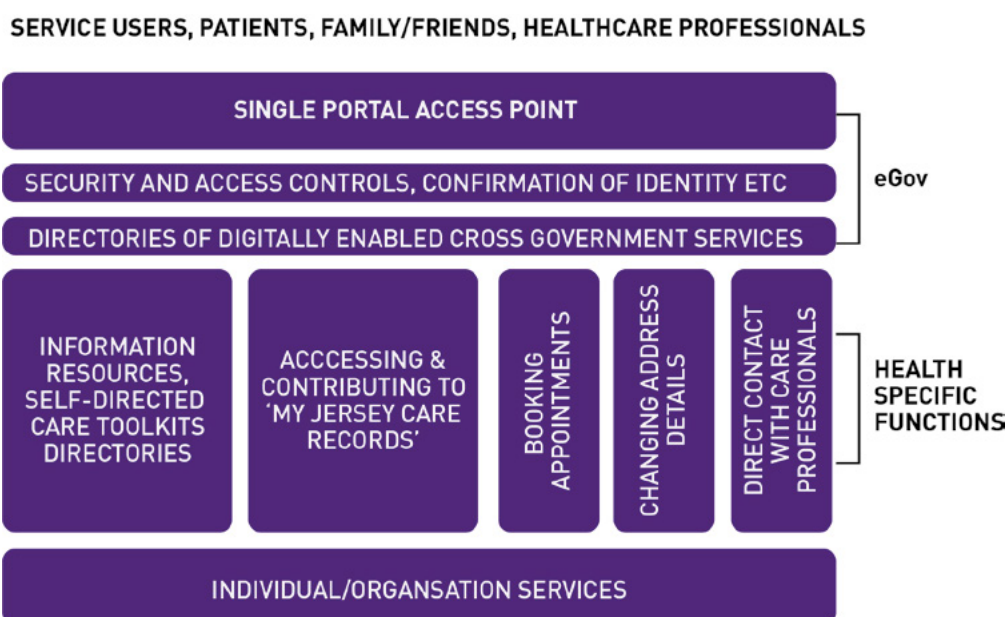 SERVICE USERS, PATIENTS, FAMILY/FRIENDS, HEALTHCARE PROFESSIONALS
SINGLE PORTAL ACCESS POINT
SECURITY AND ACCESS CONTROLS, CONFIRMATION OF IDENTITY ETC
DIRECTORIES OF DIGITALLY ENABLED CROSS GOVERNMENT SERVICES
eGov
INFORMATION
RESOURCES,
SELF-DIRECTED
CARE TOOLKITS
DIRECTORIES
ACCCESSING &
CONTRIBUTING TO
‘MY JERSEY CARE
RECORDS’
BOOKING
APPOINTMENTS
CHANGING ADDRESS
DETAILS
DIRECT CONTACT
WITH CARE
PROFESSIONALS
HEALTH
SPECIFIC
FUNCTIONS
INDIVIDUAL/ORGANSATION SERVICES